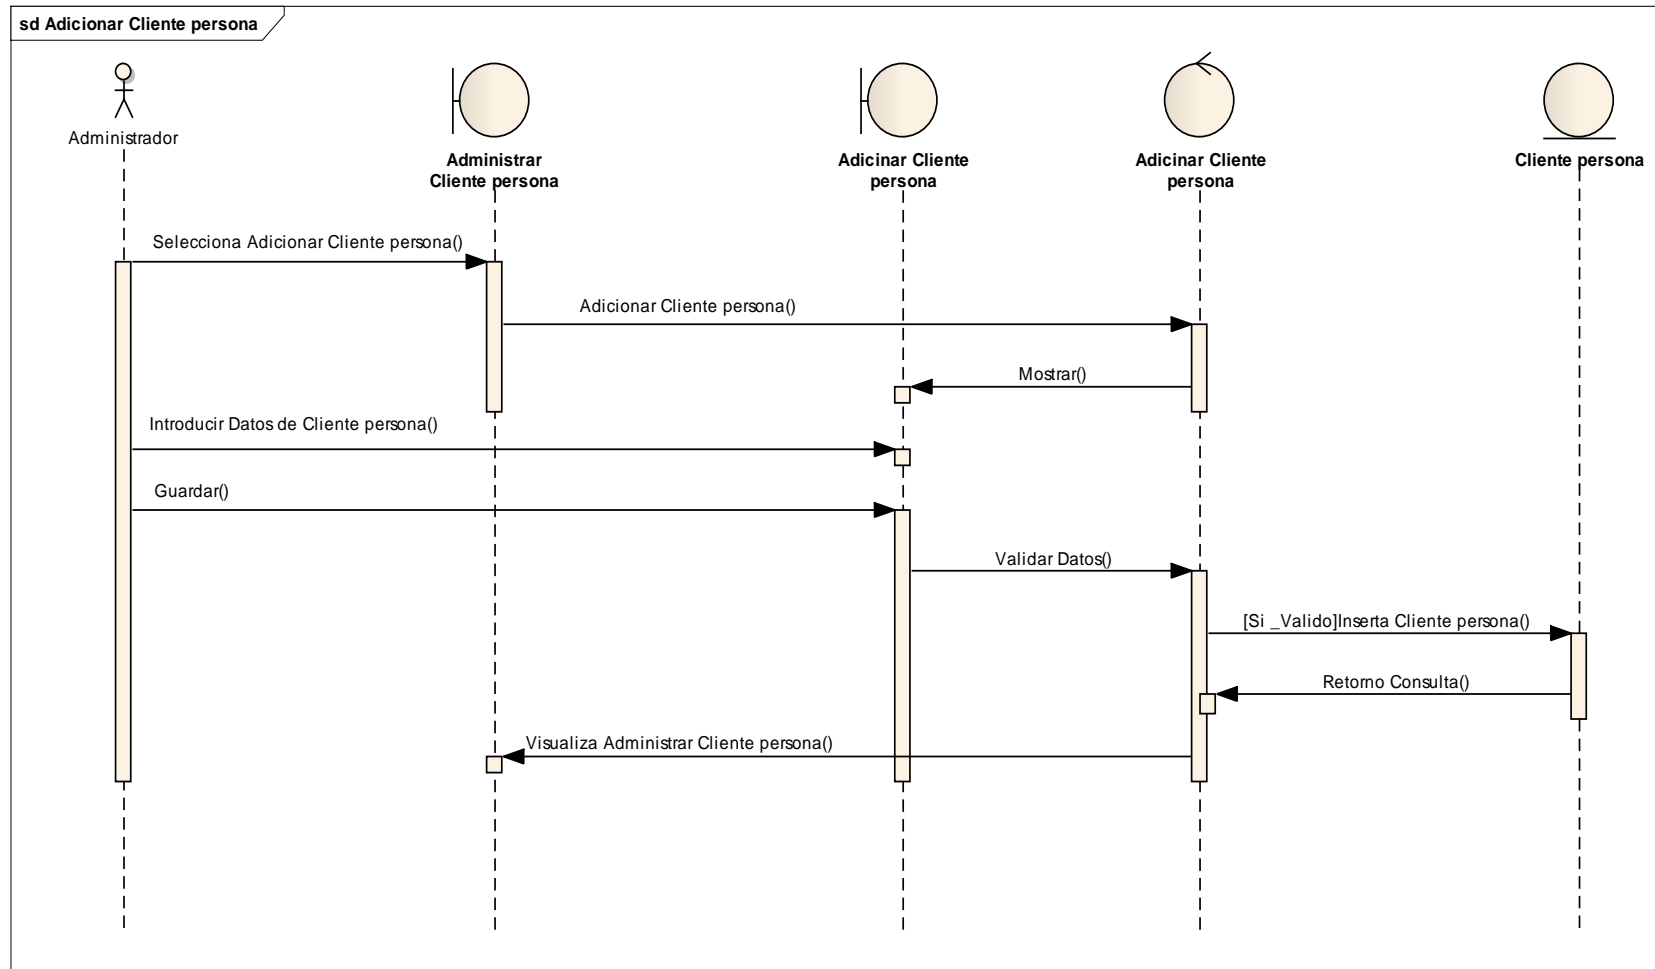 sd Adicionar Cliente persona
Administrador
Administrar
Cliente persona
Adicinar Cliente
persona
Adicinar Cliente
persona
Cliente persona
Selecciona Adicionar Cliente persona()
Adicionar Cliente persona()
Mostrar()
Introducir Datos de Cliente persona()
Guardar()
Validar Datos()
[Si _Valido]Inserta Cliente persona()
Retorno Consulta()
Visualiza Administrar Cliente persona()